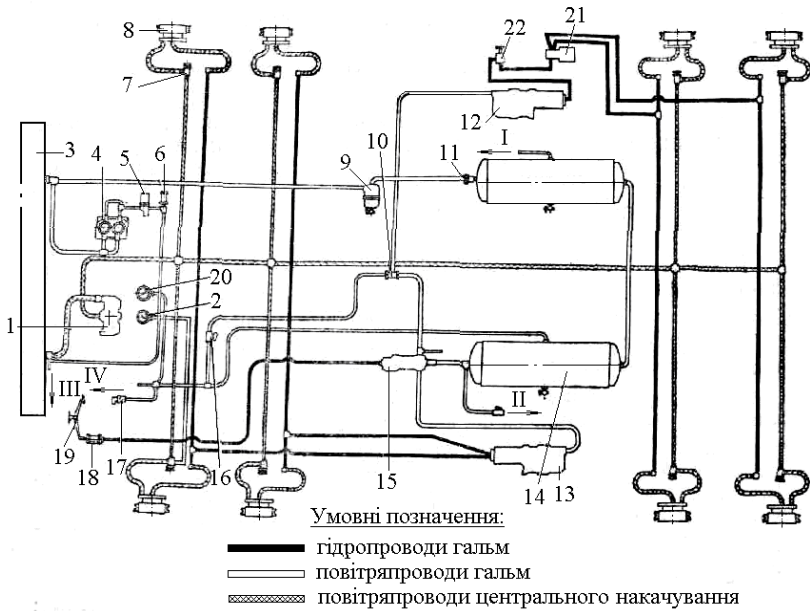 8
7
22
21
12
3
4
5
6
9
10
11
I
20
2
1
III
IV
II
19
18
17
16
15
14
13
Умовні позначення:
гідропроводи гальм
повітряпроводи гальм
повітряпроводи центрального накачування